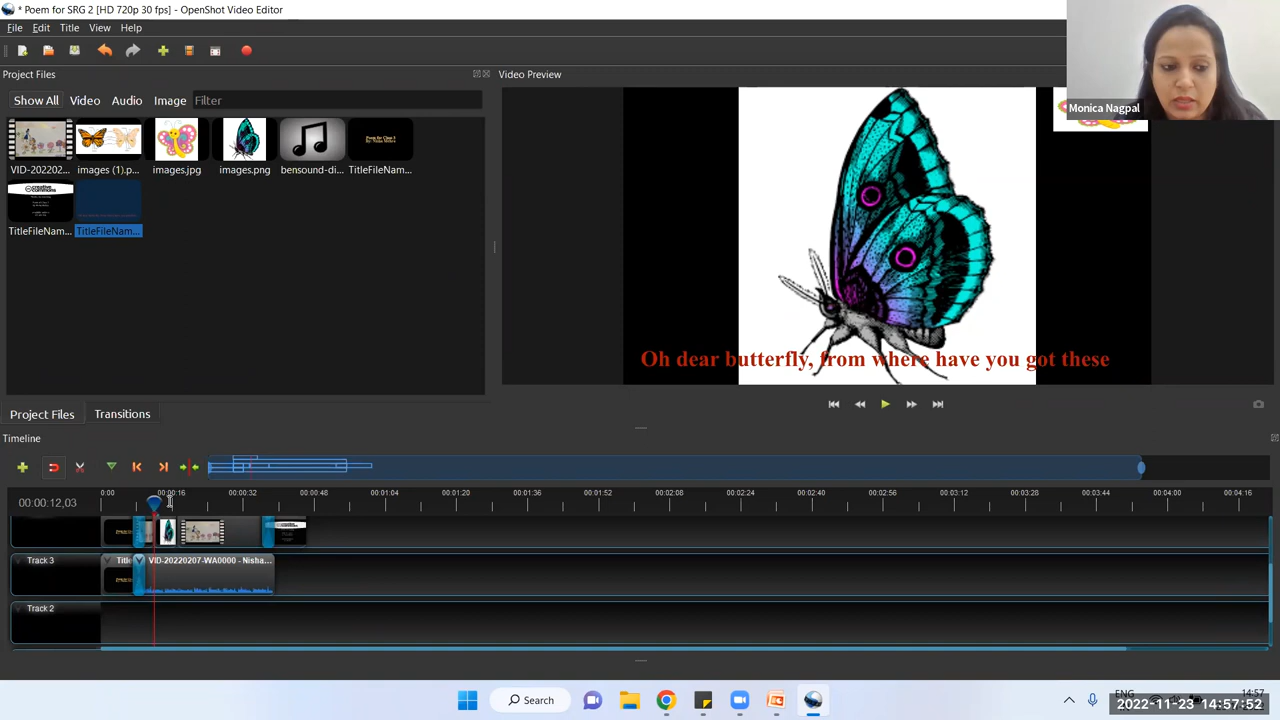 * Poem for SRG 2 [HD 720p 30 fps] - OpenShot Video Editor
File Edit Title View Help
Project Files
Video Preview
Monica Nagpal
Show All Video Audio Image Filter
VID-202202... images (1).p... images.jpg images.png bensound-di... TitleFileNam...
creative commons
TitleFileNam... TitleFileNam...
Oh dear butterfly, from where have you got these
Project Files Transitions
Timeline
00:00:12,03
0:00 00:00:16 00:00:32 00:00:48 00:01:04 00:01:20 00:01:36 00:01:52 00:02:08 00:02:24 00:02:40 00:02:56 00:03:12 00:03:28 00:03:44 00:04:00 00:04:16
Track 3 Title VID-20220207-WA0000 - Nisha...
Track 2
Search
ENG
14:57
2022-11-23 14:57:52